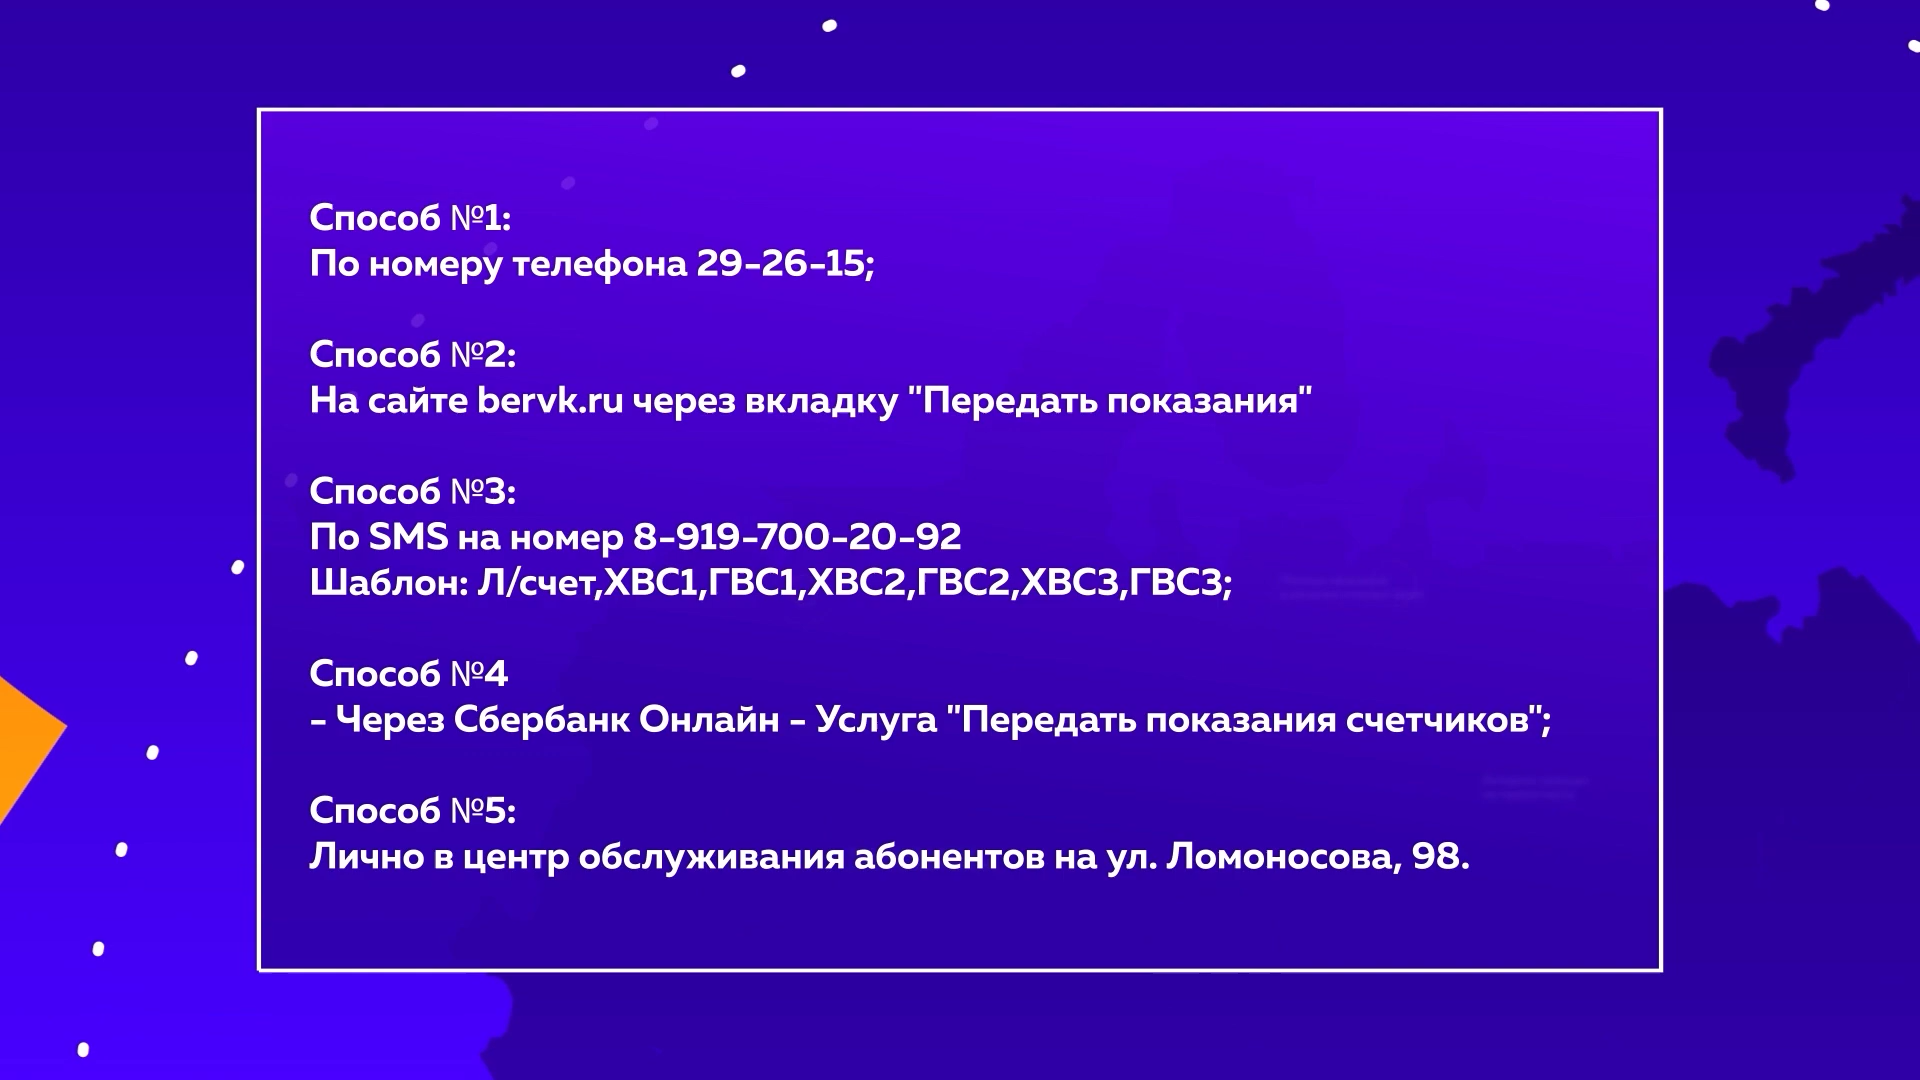 Способ №1:
По номеру телефона 29-26-15;
Способ №2:
На сайте bervk.ru через вкладку "Передать показания"
Способ №3:
По SMS на номер 8-919-700-20-92
Шаблон: Л/счет,ХВС1,ГВС1,ХВС2,ГВС2,ХВС3,ГВС3;
Способ №4
- Через Сбербанк Онлайн - Услуга "Передать показания счетчиков";
Способ №5:
Лично в центр обслуживания абонентов на ул. Ломоносова, 98.